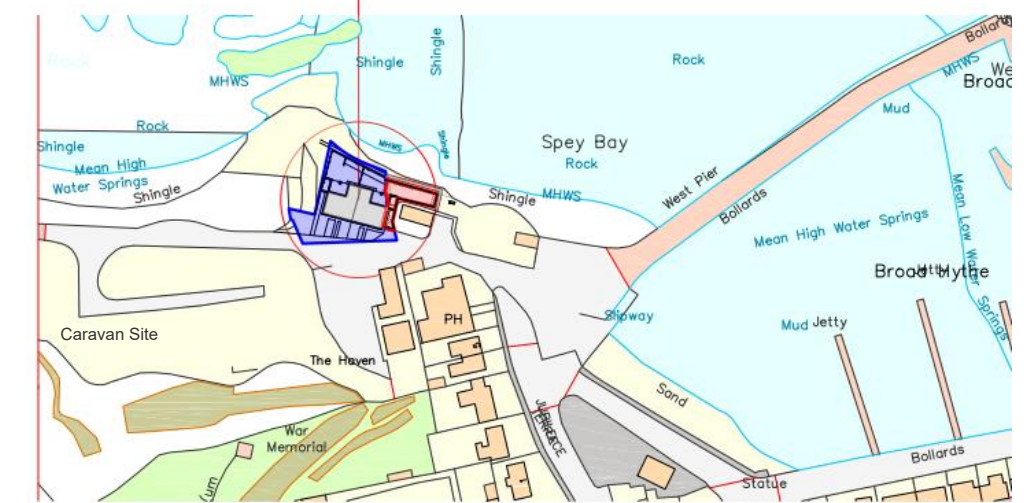 Bollards
MHWS
Shingle
Shingle
Rock
MHWS
Mud
Rock
Shingle
Mean High
Water Springs
Shingle
MHWS
Shingle
Spey Bay
Rock
Shingle
MHWS
West Pier
Bollards
Mean High Water Springs
Mean Low Water Springs
Broad Hythe
Slipway
Mud
Jetty
Caravan Site
PH
The Haven
Sand
War
Memorial
Bollards
Statue